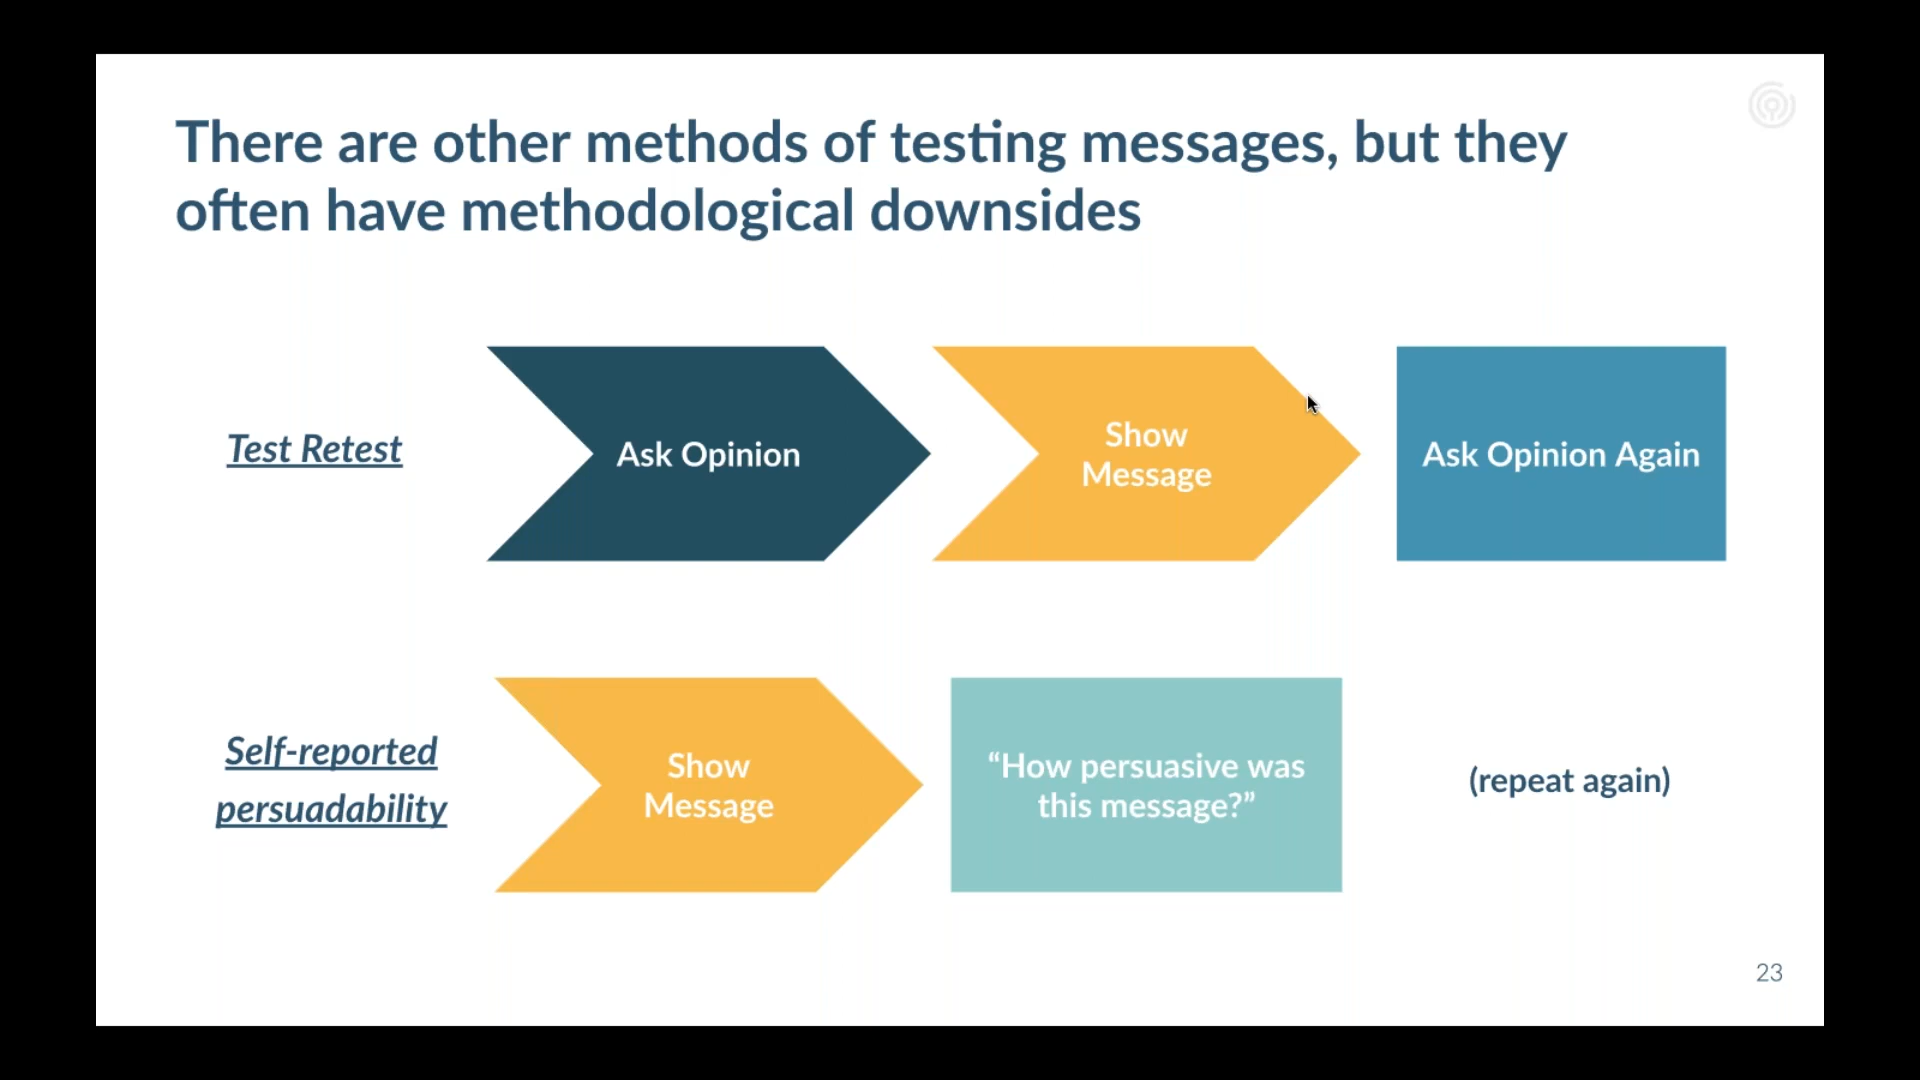 There are other methods of testing messages, but they
often have methodological downsides
Test Retest
Ask Opinion
Show
Message
Ask Opinion Again
Self-reported
persuadability
Show
Message
“How persuasive was
this message?”
(repeat again)
23